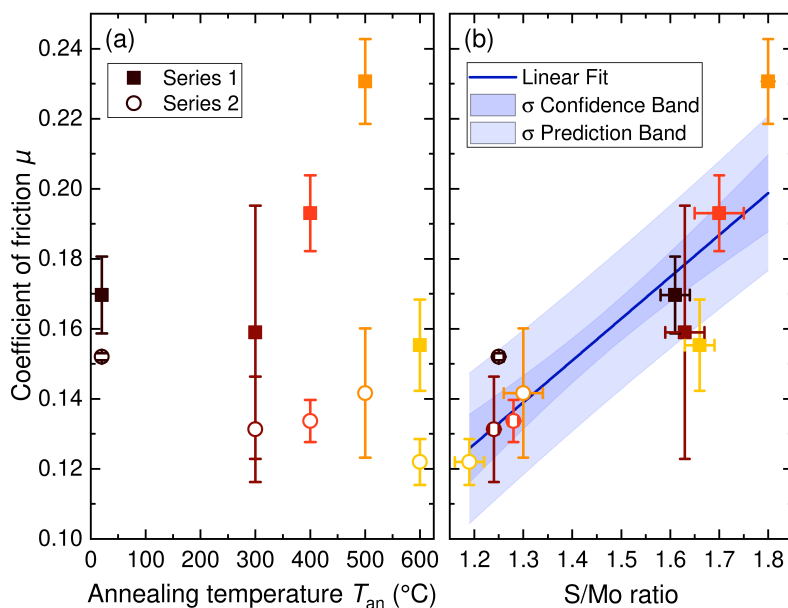 (a)
Series 1
Series 2
0.24
0.22
0.20
0.18
0.16
0.14
0.12
0.10
Coefficient of friction μ
0
100
200
300
400
500
600
Annealing temperature Tan (°C)
(b)
Linear Fit
σ Confidence Band
σ Prediction Band
1.2
1.3
1.4
1.5
1.6
1.7
1.8
S/Mo ratio